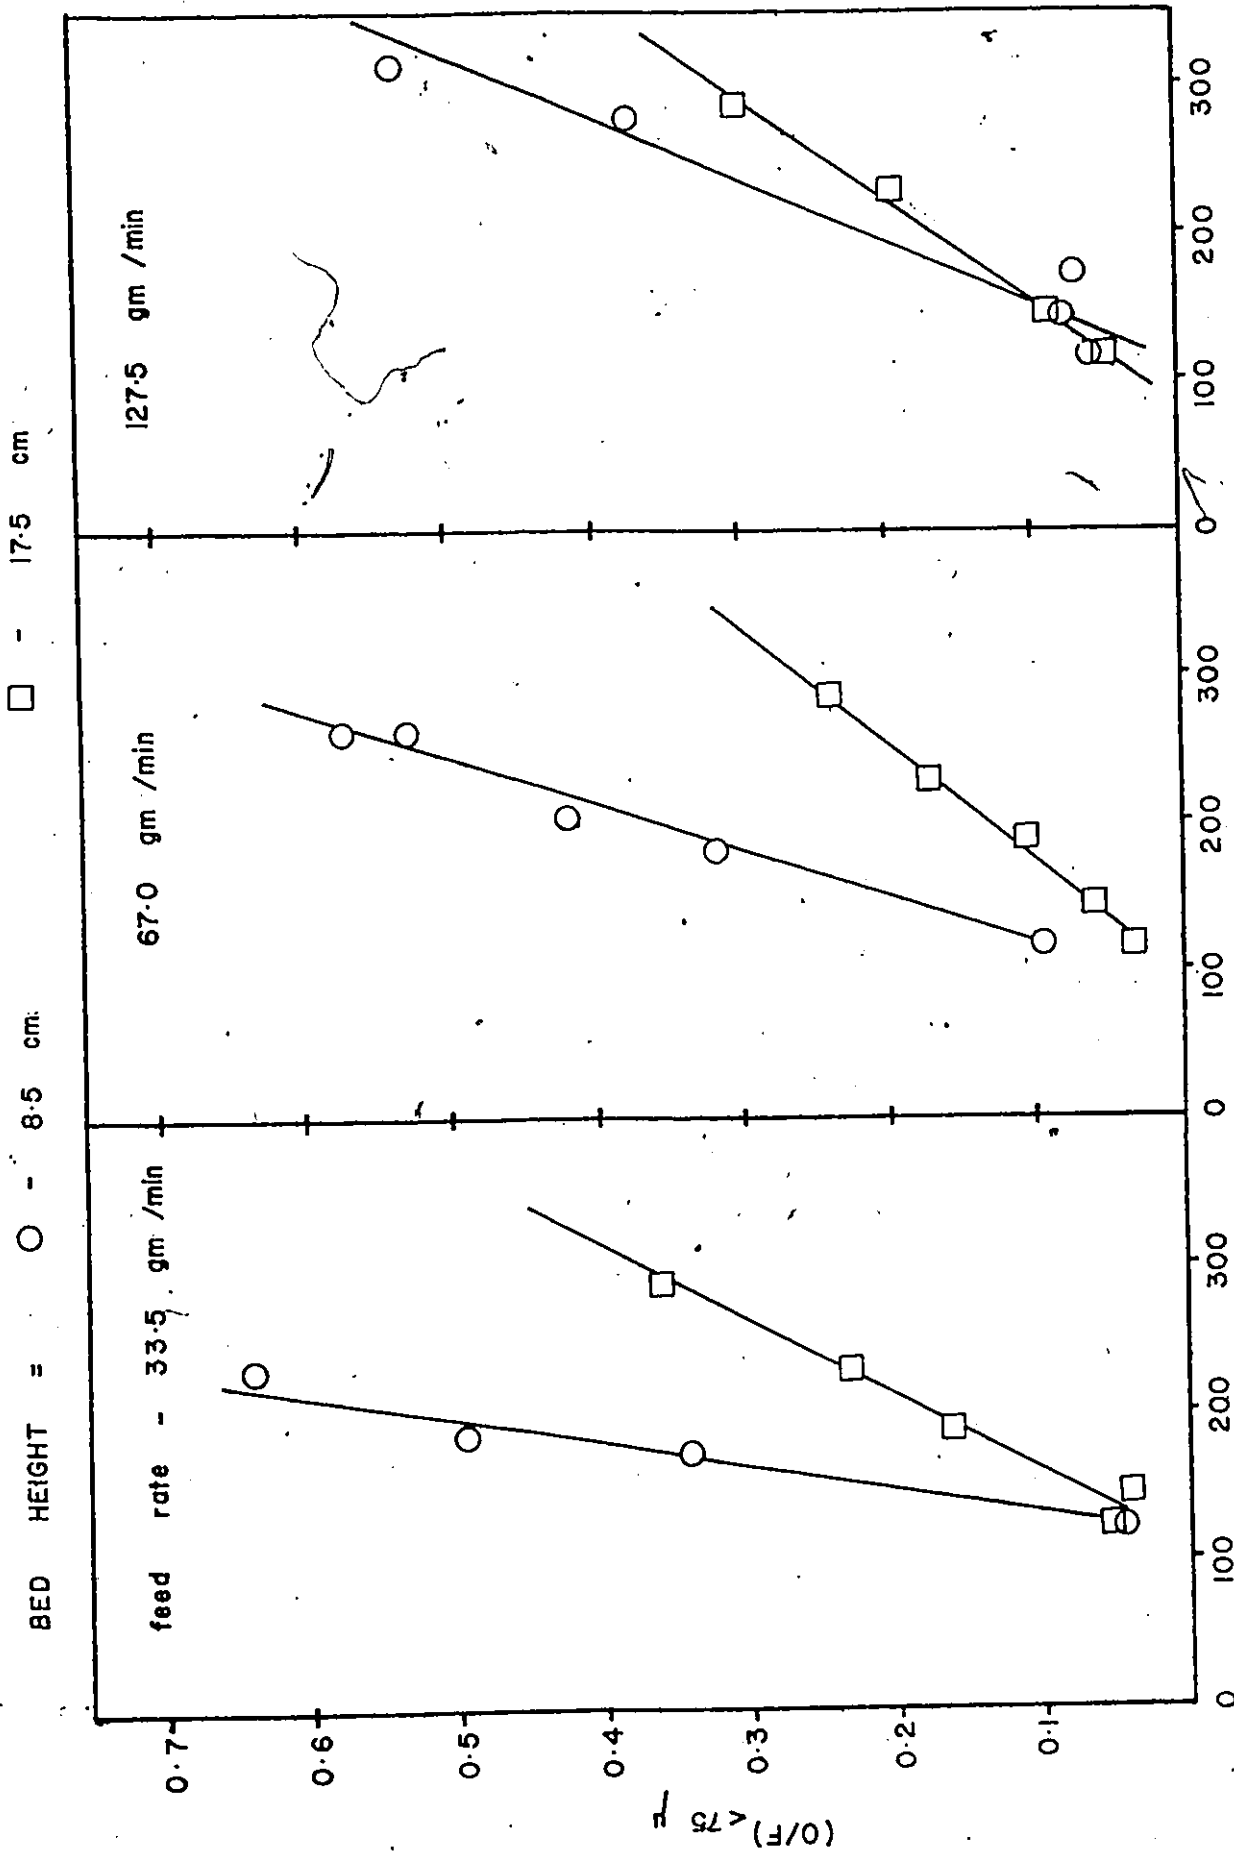 BED HEIGHT = ○ - 8·5 cm □ - 17·5 cm
feed rate - 33·5 gm/min
67·0 gm/min
127·5 gm/min
0·7
0·6
0·5
0·4
0·3
0·2
0·1
(O/F)<75 μ
0 100 200 300
0 100 200 300
0 100 200 300